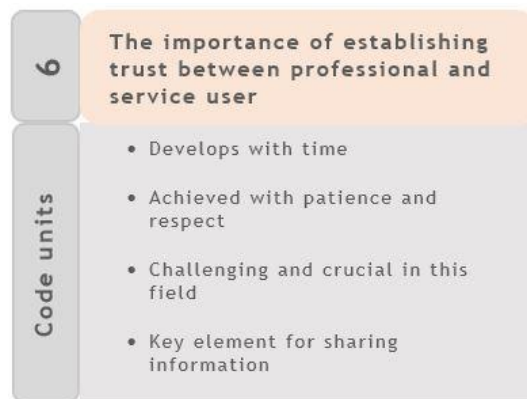 6
The importance of establishing
trust between professional and
service user
Code units
• Develops with time
• Achieved with patience and
respect
• Challenging and crucial in this
field
• Key element for sharing
information